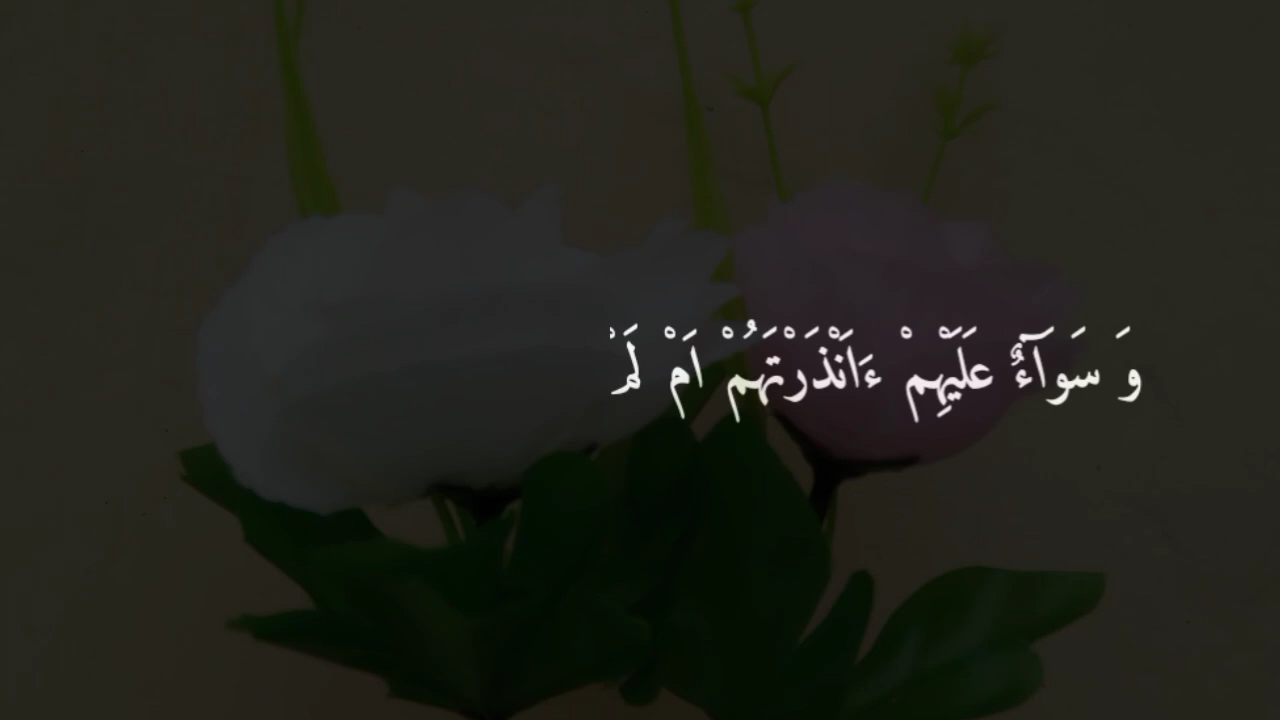 وَ سَوَآءٌ عَلَيْهِمْ ءَاَنْذَرْتَهُمْ اَمْ لَمْ